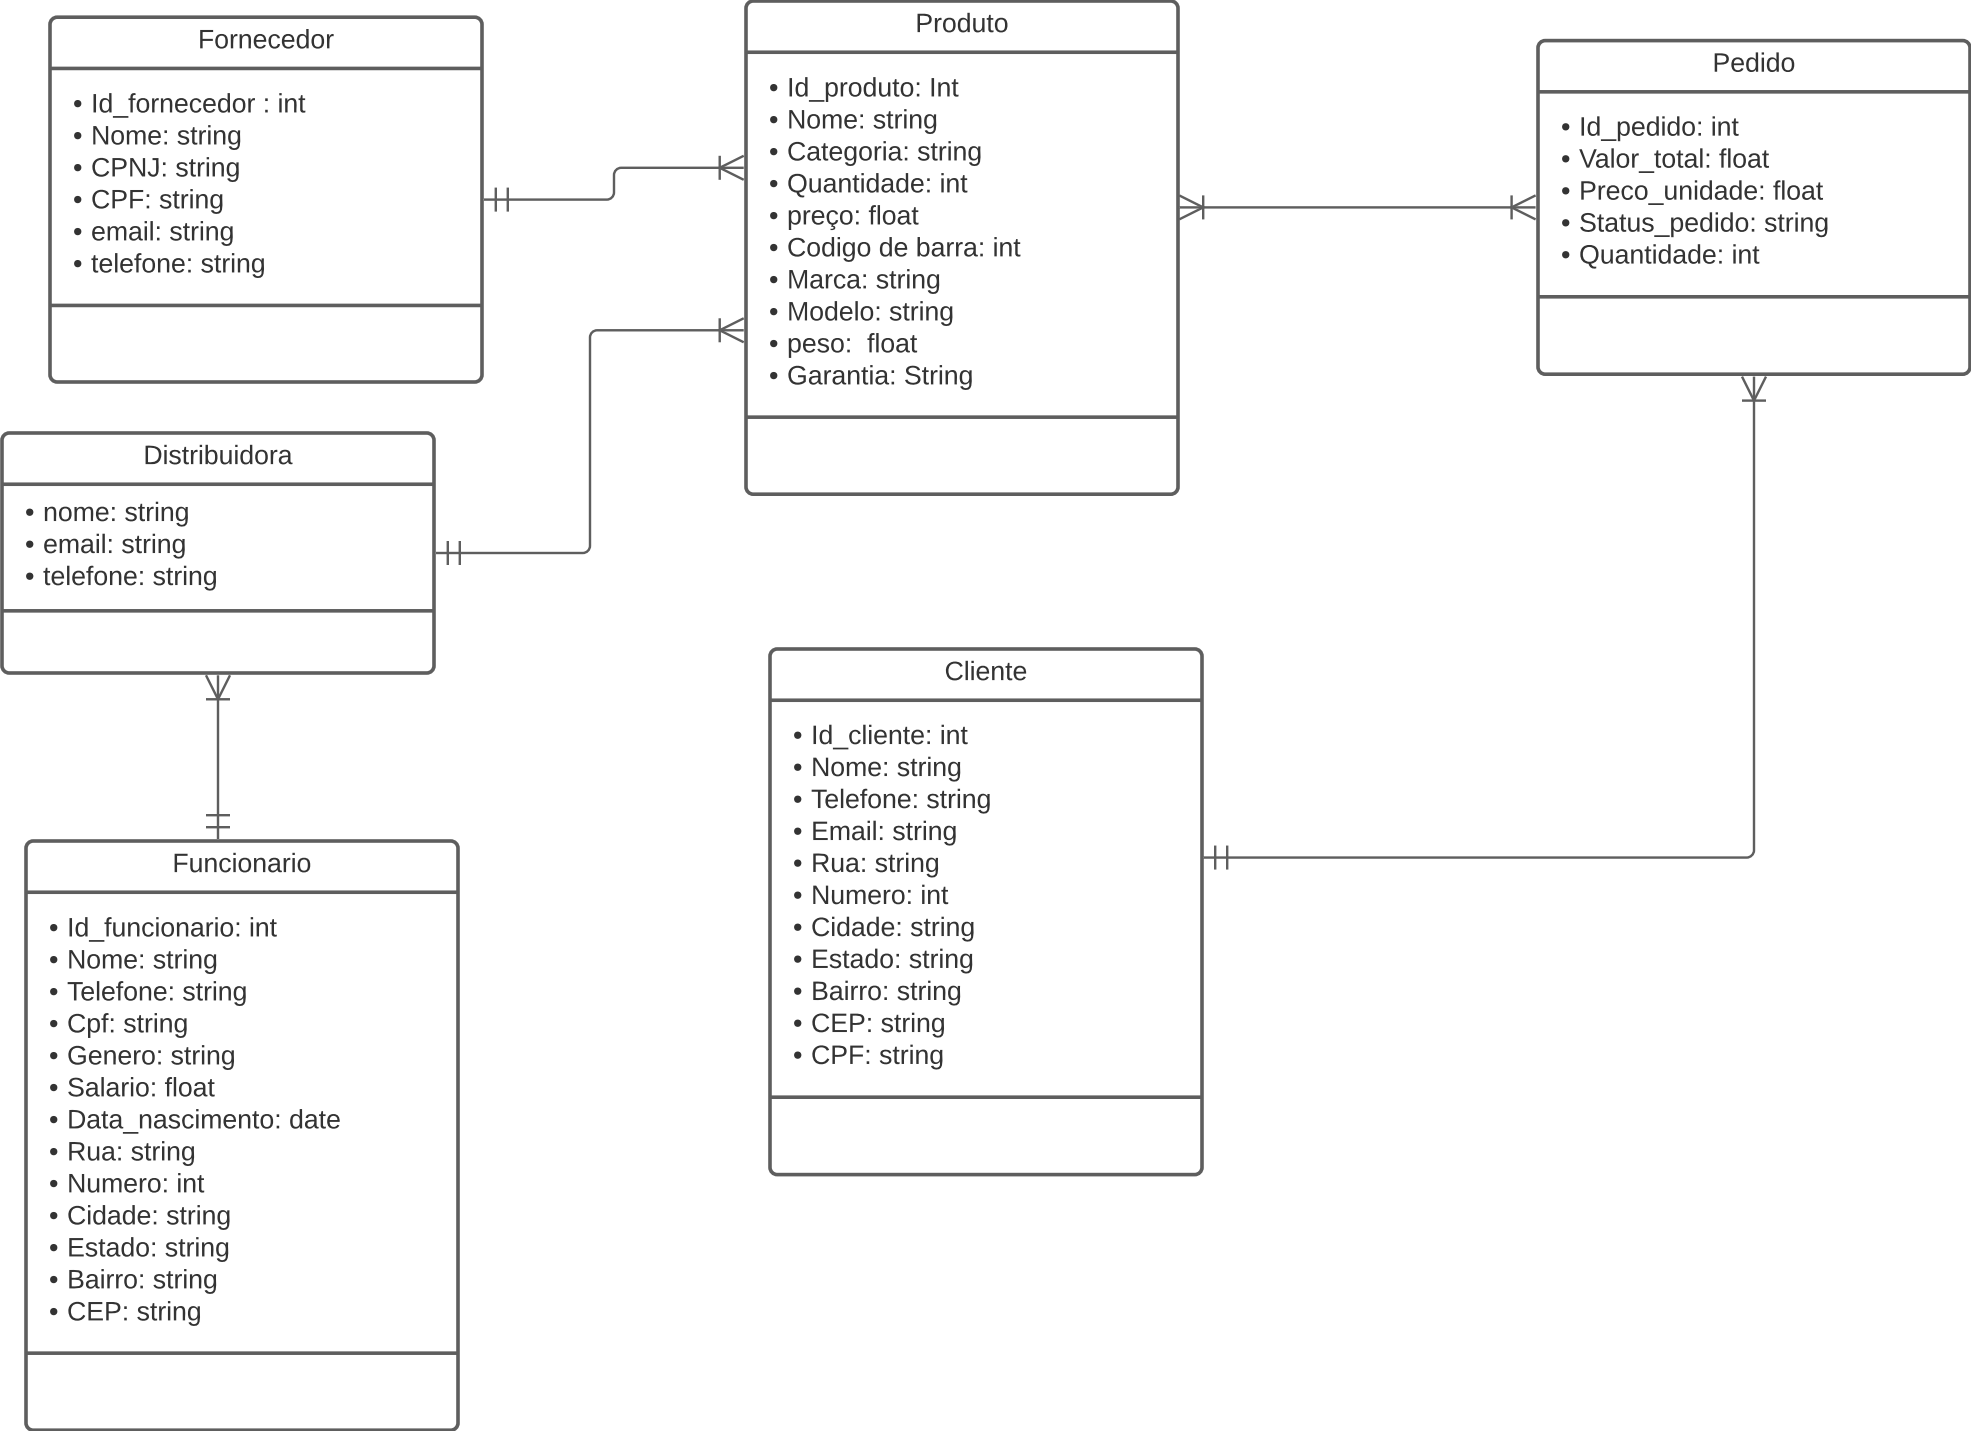 Fornecedor
• Id_fornecedor : int
• Nome: string
• CPNJ: string
• CPF: string
• email: string
• telefone: string
Produto
• Id_produto: Int
• Nome: string
• Categoria: string
• Quantidade: int
• preço: float
• Codigo de barra: int
• Marca: string
• Modelo: string
• peso:  float
• Garantia: String
Pedido
• Id_pedido: int
• Valor_total: float
• Preco_unidade: float
• Status_pedido: string
• Quantidade: int
Distribuidora
• nome: string
• email: string
• telefone: string
Cliente
• Id_cliente: int
• Nome: string
• Telefone: string
• Email: string
• Rua: string
• Numero: int
• Cidade: string
• Estado: string
• Bairro: string
• CEP: string
• CPF: string
Funcionario
• Id_funcionario: int
• Nome: string
• Telefone: string
• Cpf: string
• Genero: string
• Salario: float
• Data_nascimento: date
• Rua: string
• Numero: int
• Cidade: string
• Estado: string
• Bairro: string
• CEP: string